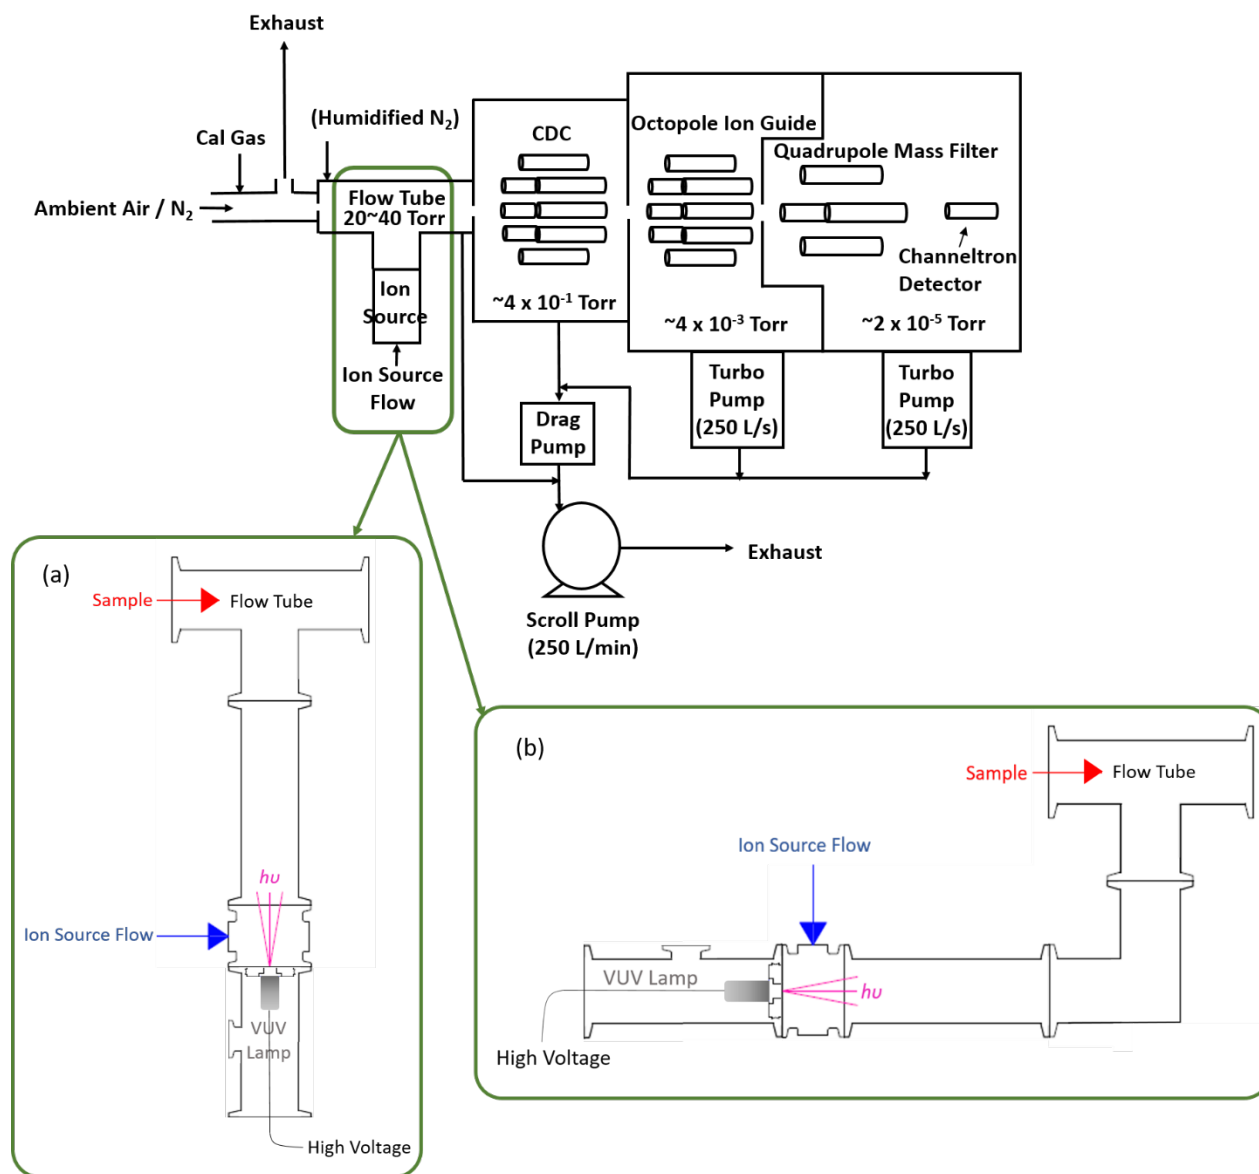 Exhaust
(Humidified N₂)
Cal Gas
CDC
Octopole Ion Guide
Quadrupole Mass Filter
Ambient Air / N₂
Flow Tube
20~40 Torr
Channeltron
Detector
Ion
Source
~4 x 10⁻¹ Torr
~4 x 10⁻³ Torr
~2 x 10⁻⁵ Torr
Ion Source
Flow
Turbo
Pump
(250 L/s)
Turbo
Pump
(250 L/s)
Drag
Pump
Exhaust
Scroll Pump
(250 L/min)
(a)
Sample
Flow Tube
hυ
Ion Source Flow
VUV
Lamp
High Voltage
(b)
Sample
Flow Tube
Ion Source Flow
VUV Lamp
hυ
High Voltage